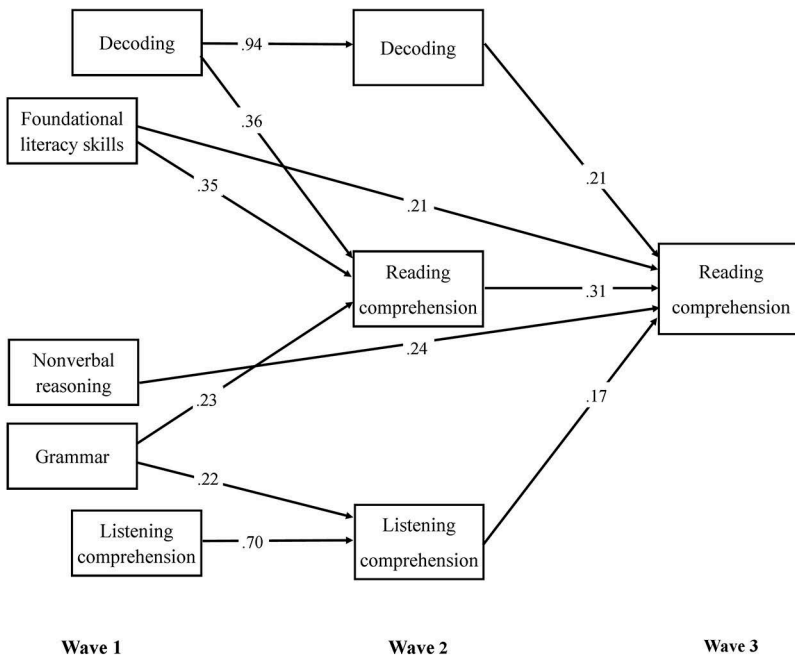 Decoding
.94
Decoding
.36
Foundational
literacy skills
.35
.21
.21
Reading
comprehension
.31
Reading
comprehension
Nonverbal
reasoning
.24
.23
.17
Grammar
.22
Listening
comprehension
.70
Listening
comprehension
Wave 1
Wave 2
Wave 3